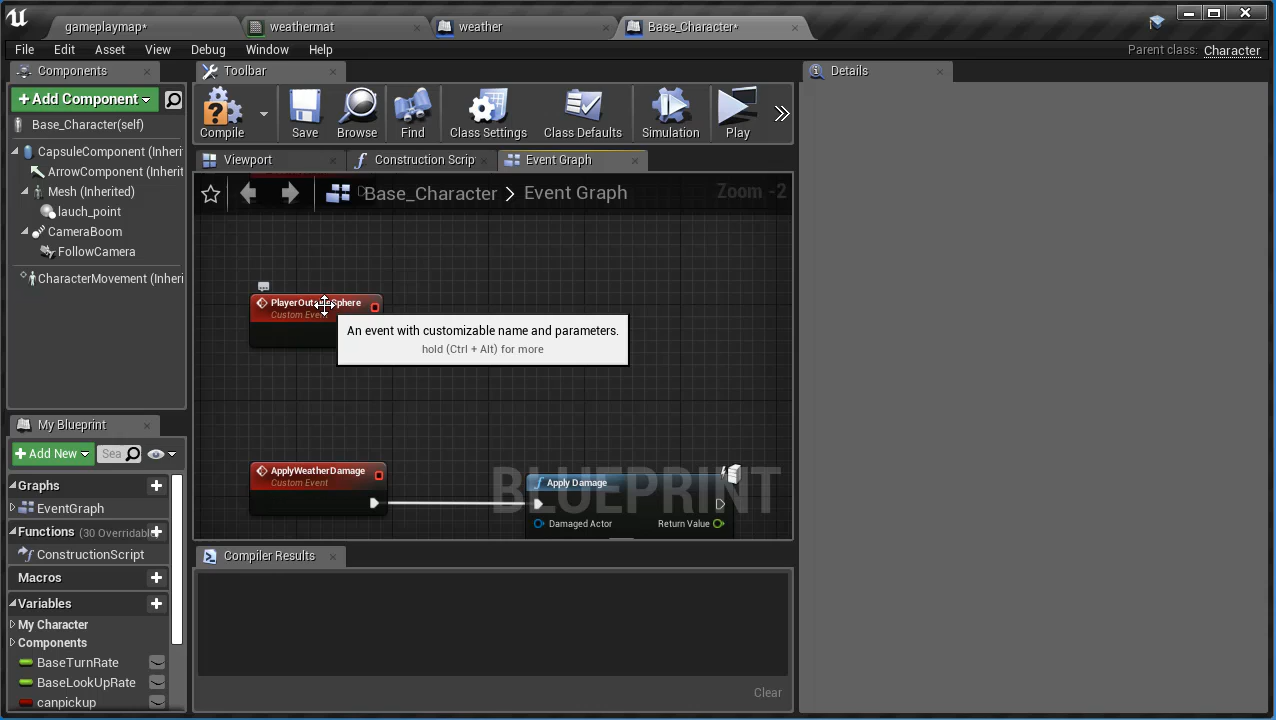 gameplaymap*
weathermat
weather
Base_Character*
File Edit Asset View Debug Window Help
Parent class: Character
Components
Toolbar
Details
+ Add Component
Compile
Save
Browse
Find
Class Settings
Class Defaults
Simulation
Play
Base_Character(self)
CapsuleComponent (Inheri
ArrowComponent (Inherit
Mesh (Inherited)
lauch_point
CameraBoom
FollowCamera
CharacterMovement (Inheri
Viewport
Construction Scrip
Event Graph
Base_Character > Event Graph
Zoom -2
Custom Event
An event with customizable name and parameters.
hold (Ctrl + Alt) for more
ApplyWeatherDamage
Custom Event
BLUEPRINT
Apply Damage
Damaged Actor
Return Value
My Blueprint
+ Add New
Sea
Graphs
EventGraph
Functions (30 Overridabl
ConstructionScript
Macros
Variables
My Character
Components
BaseTurnRate
BaseLookUpRate
canpickup
Compiler Results
Clear